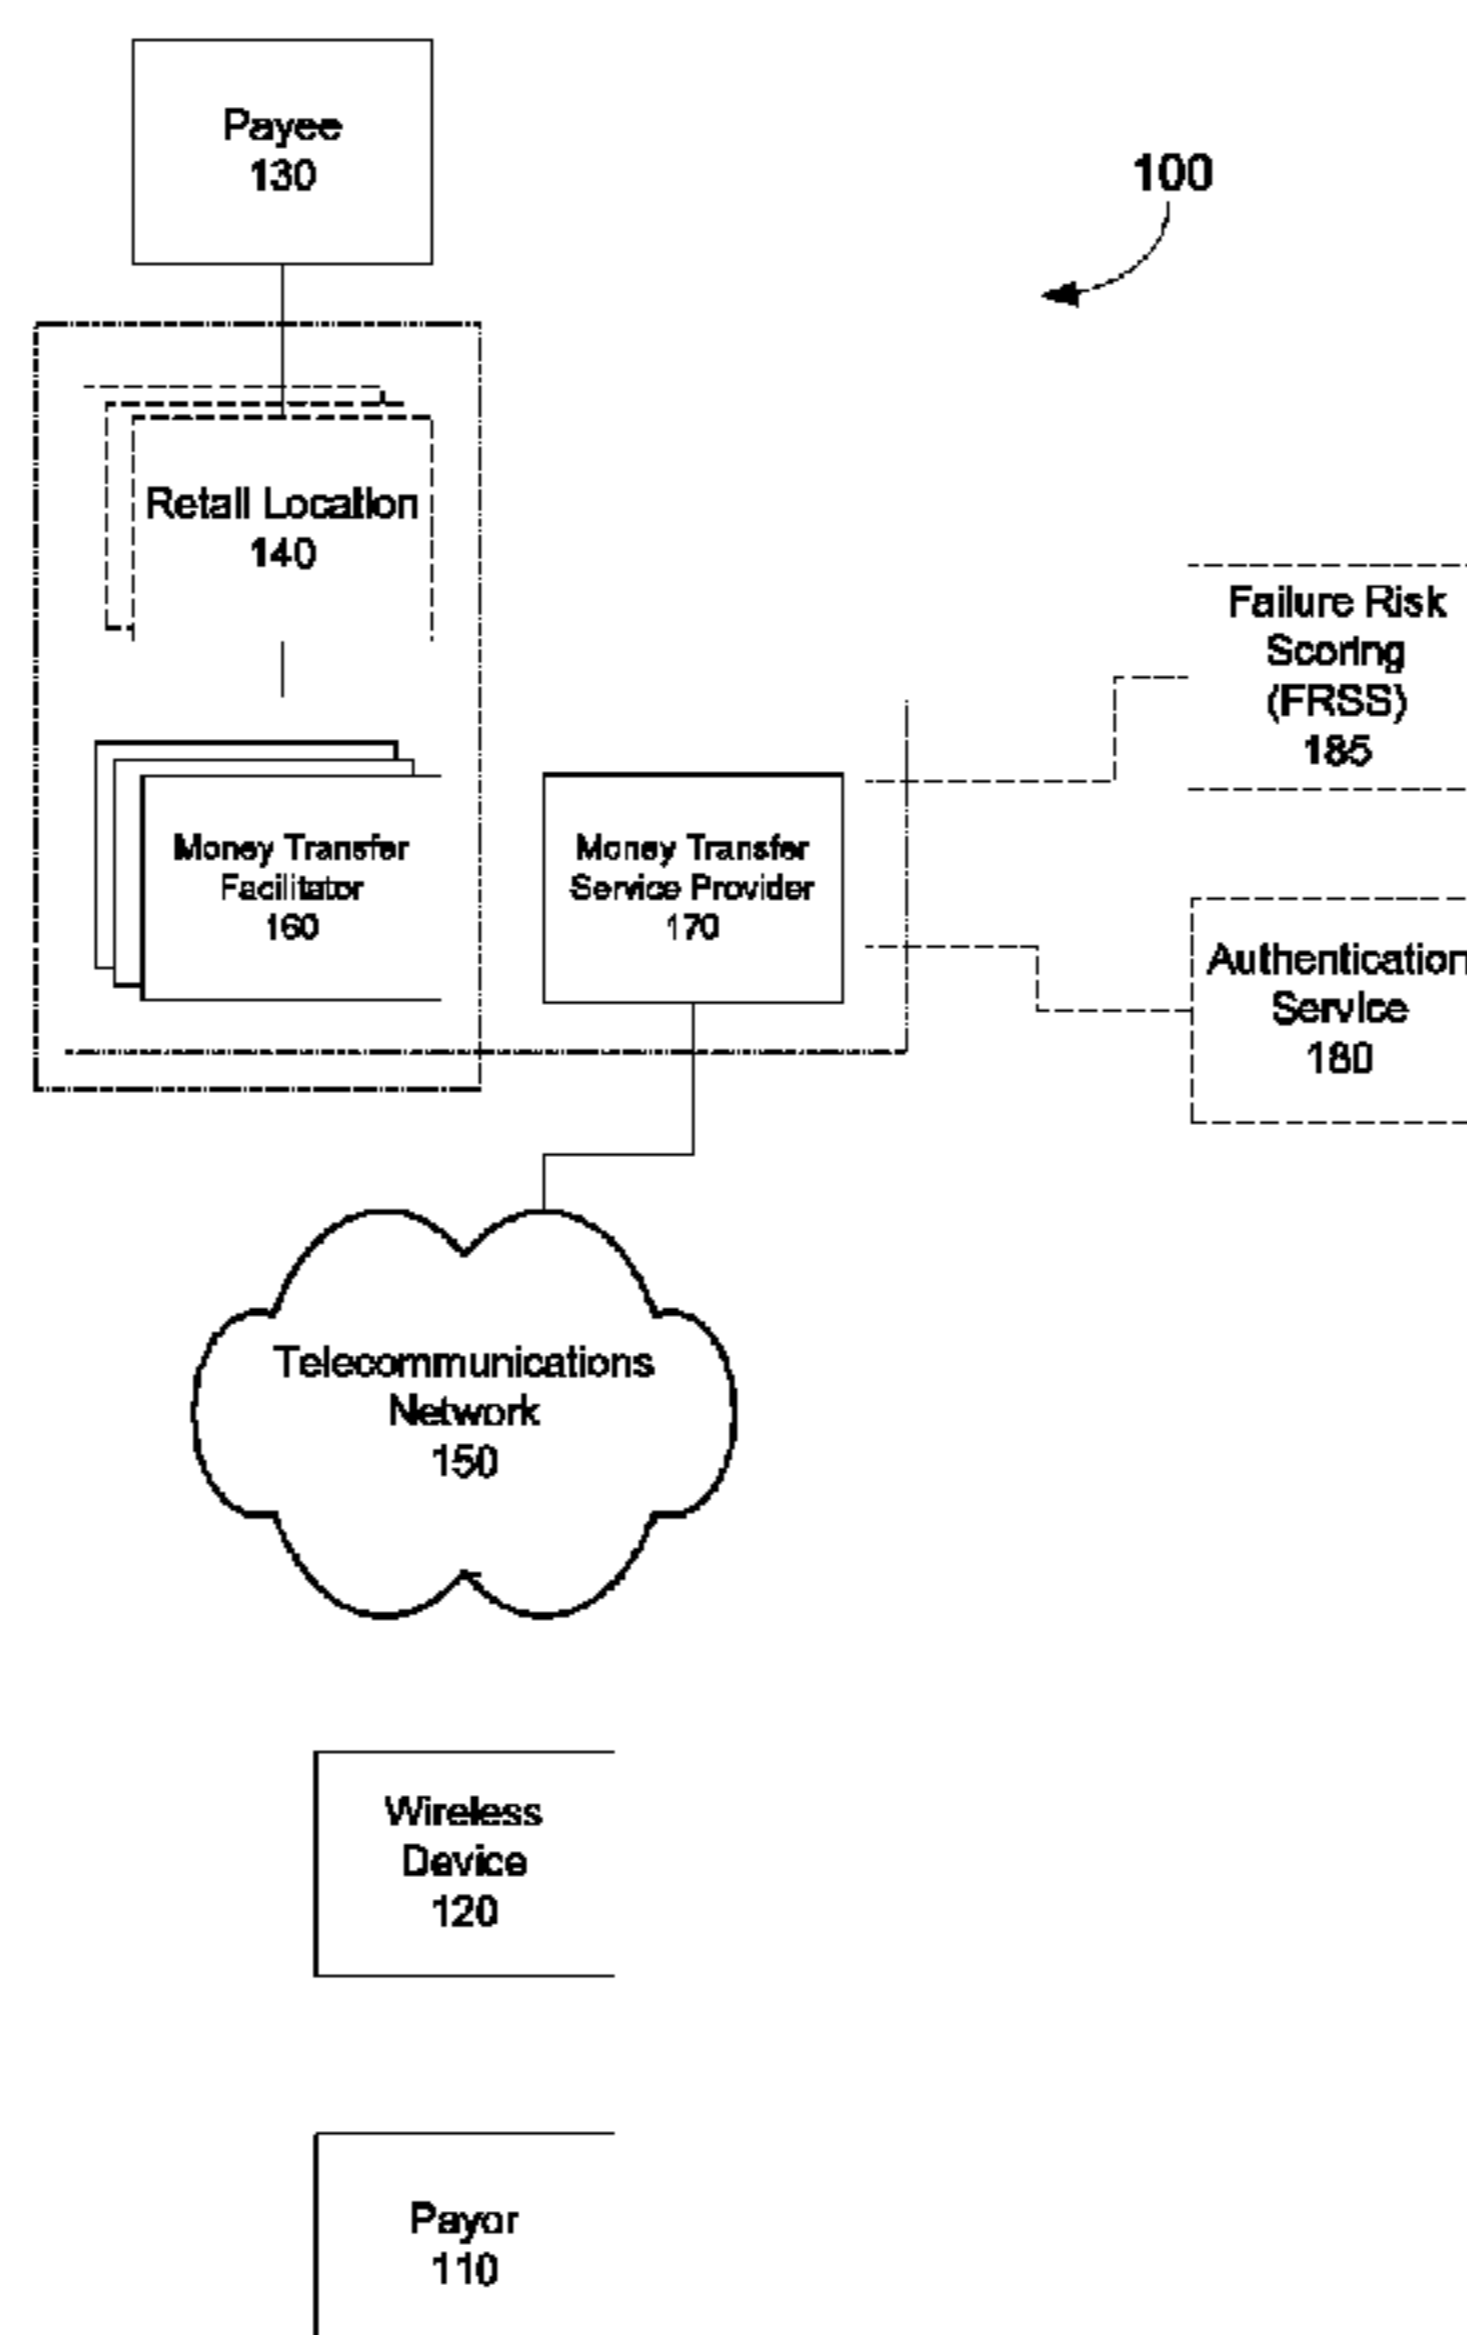 Payee
130
100
Retail Location
140
Failure Risk
Scoring
(FRSS)
185
Money Transfer
Facilitator
160
Money Transfer
Service Provider
170
Authentication
Service
180
Telecommunications
Network
150
Wireless
Device
120
Payor
110